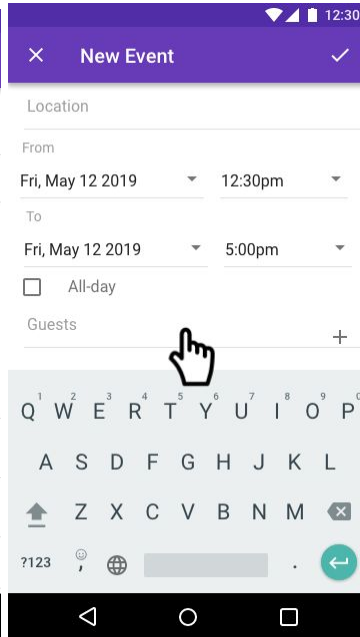 12:30
New Event
Location
From
Fri, May 12 2019 12:30pm
To
Fri, May 12 2019 5:00pm
All-day
Guests
1 2 3 4 5 6 7 8 9 0
Q W E R T Y U I O P
A S D F G H J K L
Z X C V B N M
?123 , .